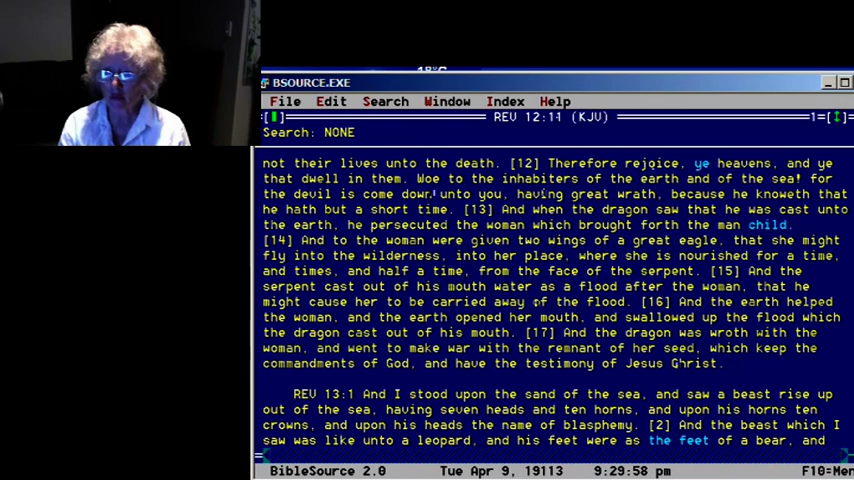 BSOURCE.EXE
File Edit Search Window Index Help
REV 12:11 (KJV) 1
Search: NONE
not their lives unto the death. [12] Therefore rejoice, ye heavens, and ye
that dwell in them. Woe to the inhabiters of the earth and of the sea! for
the devil is come down unto you, having great wrath, because he knoweth that
he hath but a short time. [13] And when the dragon saw that he was cast unto
the earth, he persecuted the woman which brought forth the man child.
[14] And to the woman were given two wings of a great eagle, that she might
fly into the wilderness, into her place, where she is nourished for a time,
and times, and half a time, from the face of the serpent. [15] And the
serpent cast out of his mouth water as a flood after the woman, that he
might cause her to be carried away of the flood. [16] And the earth helped
the woman, and the earth opened her mouth, and swallowed up the flood which
the dragon cast out of his mouth. [17] And the dragon was wroth with the
woman, and went to make war with the remnant of her seed, which keep the
commandments of God, and have the testimony of Jesus Christ.
REV 13:1 And I stood upon the sand of the sea, and saw a beast rise up
out of the sea, having seven heads and ten horns, and upon his horns ten
crowns, and upon his heads the name of blasphemy. [2] And the beast which I
saw was like unto a leopard, and his feet were as the feet of a bear, and
BibleSource 2.0 Tue Apr 9, 19113 9:29:58 pm F10=Men